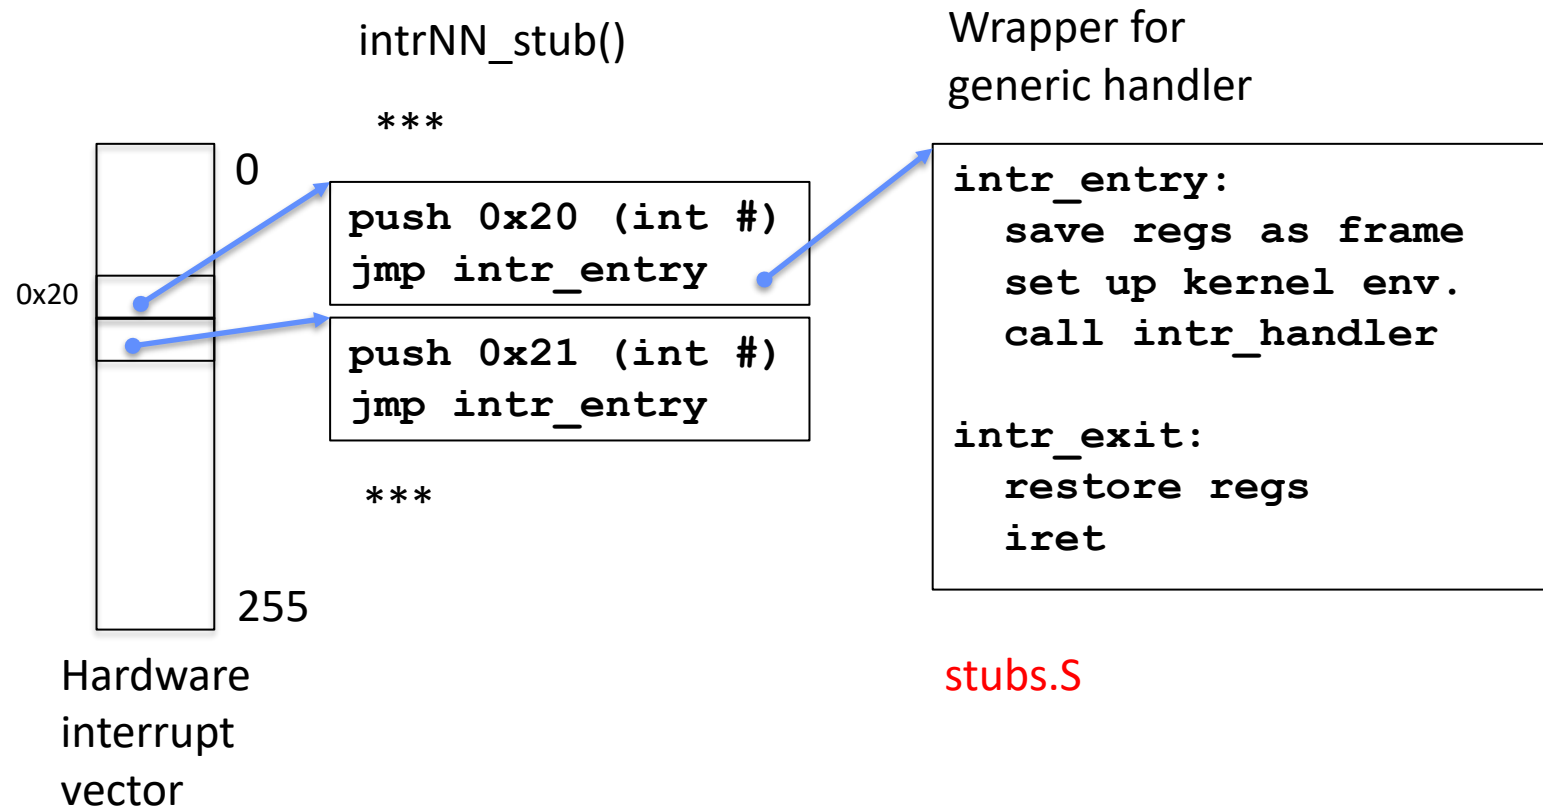 intrNN_stub()
***
Wrapper for
generic handler
0
0x20
255
Hardware
interrupt
vector
push 0x20 (int #)
jmp intr_entry
push 0x21 (int #)
jmp intr_entry
***
intr_entry:
save regs as frame
set up kernel env.
call intr_handler
intr_exit:
restore regs
iret
stubs.S